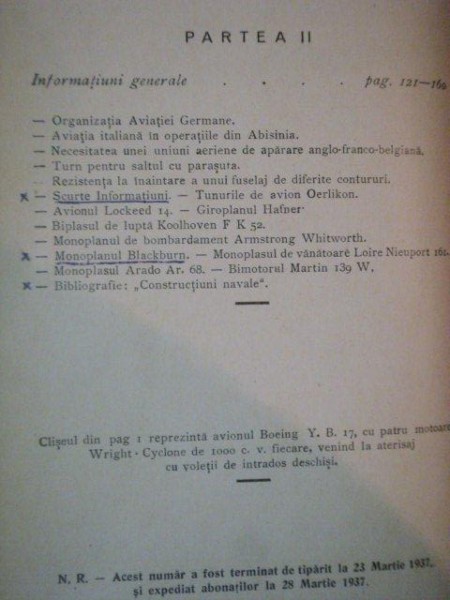 PARTEA II
Informațiuni generale . . . . pag. 121—160
— Organizația Aviației Germane.
— Aviația italiană în operațiile din Abisinia.
— Necesitatea unei uniuni aeriene de apărare anglo-franco-belgiană.
— Turn pentru saltul cu parașuta.
— Rezistența la înaintare a unui fuselaj de diferite contururi.
x — Scurte Informațiuni. — Tunurile de avion Oerlikon.
— Avionul Lockeed 14. — Giroplanul Hafner
— Biplasul de luptă Koolhoven F K 52.
— Monoplanul de bombardament Armstrong Whitworth.
x — Monoplanul Blackburn. — Monoplasul de vânătoare Loire Nieuport 161.
— Monoplasul Arado Ar. 68. — Bimotorul Martin 139 W.
x — Bibliografie: „Construcțiuni navale".
Clișeul din pag 1 reprezintă avionul Boeing Y. B. 17, cu patru motoare
Wright - Cyclone de 1000 c. v. fiecare, venind la aterisaj
cu voleții de intrados deschiși.
N. R. — Acest număr a fost terminat de tipărit la 23 Martie 1937.
și expediat abonaților la 28 Martie 1937.